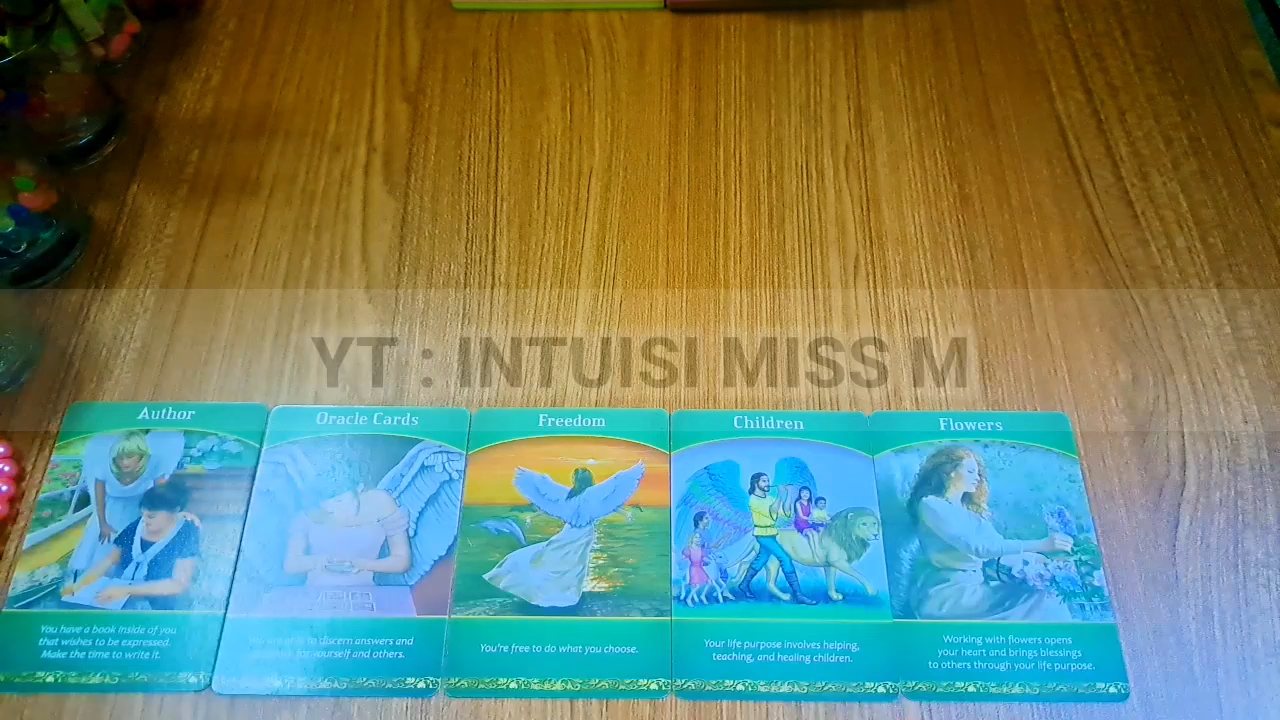 YT : INTUISI MISS M
Author
You have a book inside of you
that wishes to be expressed.
Make the time to write it.
Oracle Cards
to discern answers and
for yourself and others.
Freedom
You're free to do what you choose.
Children
Your life purpose involves helping,
teaching, and healing children.
Flowers
Working with flowers opens
your heart and brings blessings
to others through your life purpose.